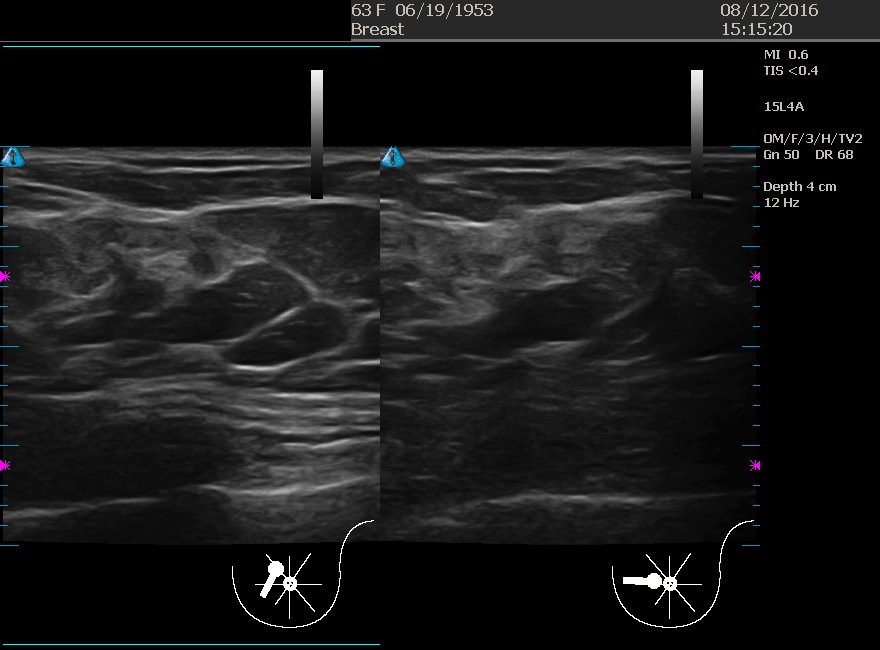 63 F 06/19/1953 08/12/2016
Breast 15:15:20
MI 0.6
TIS <0.4
15L4A
OM/F/3/H/TV2
Gn 50 DR 68
Depth 4 cm
12 Hz